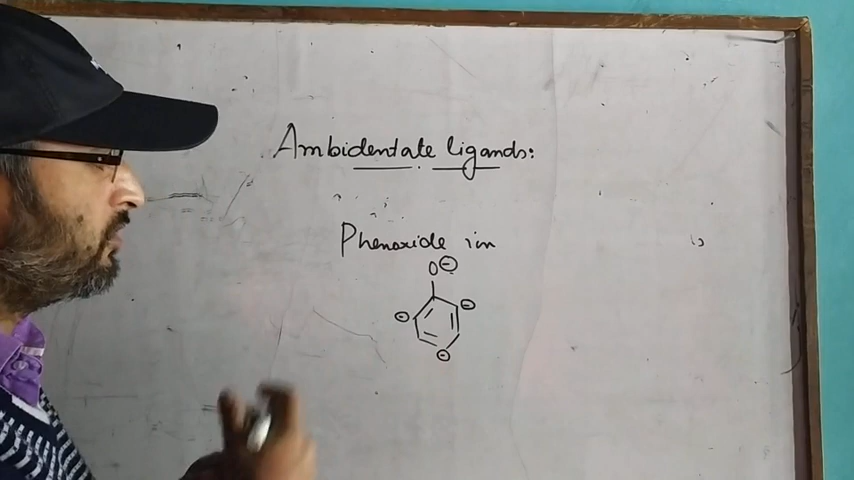 Ambidentate ligands:
Phenoxide ion
O⊖
⊖
⊖
⊖